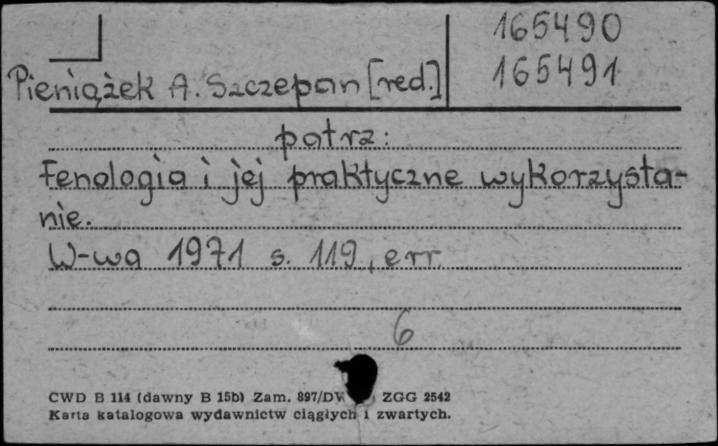 165490
165491
Pieniążek A. Szczepan [red.]
patrz:
Fenologia i jej praktyczne wykorzysta-
nie.
W-wa 1971 s. 119, err.
6
CWD B 114 (dawny B 15b) Zam. 897/DW ZGG 2542
Karta katalogowa wydawnictw ciągłych i zwartych.